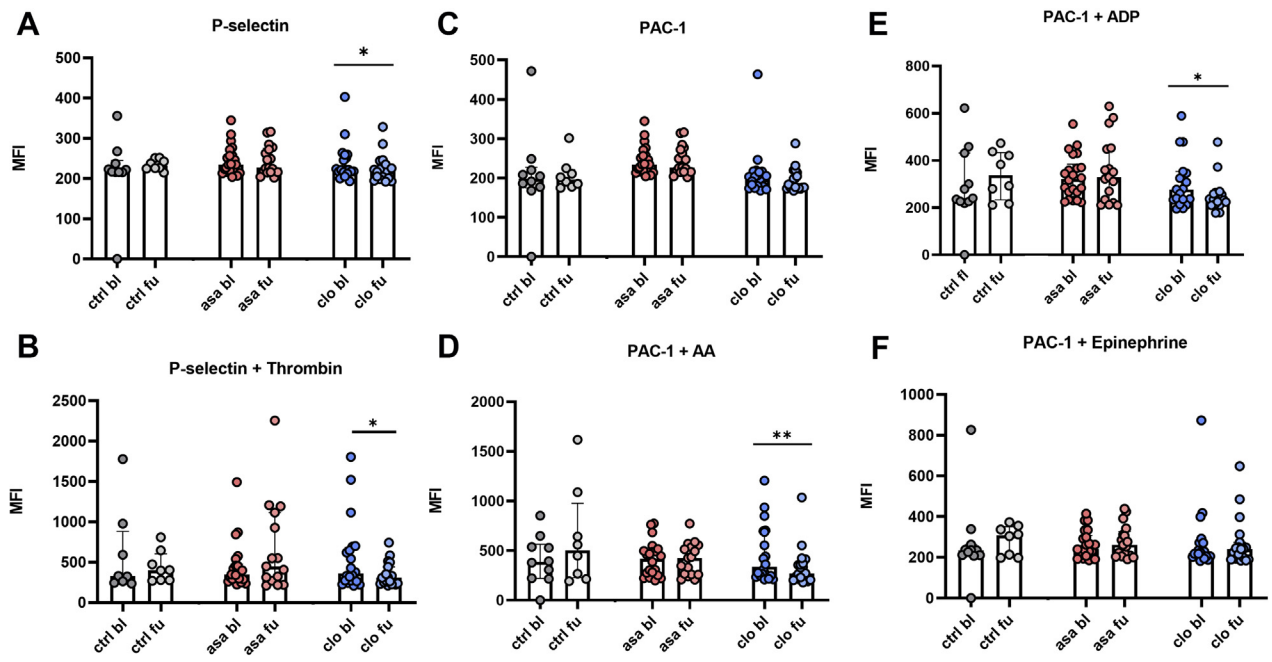 A
P-selectin
MFI
500
400
300
200
100
0
*
ctrl bl
ctrl fu
asa bl
asa fu
clo bl
clo fu
C
PAC-1
MFI
500
400
300
200
100
0
ctrl bl
ctrl fu
asa bl
asa fu
clo bl
clo fu
E
PAC-1 + ADP
MFI
800
600
400
200
0
*
ctrl fl
ctrl fu
asa bl
asa fu
clo bl
clo fu
B
P-selectin + Thrombin
MFI
2500
2000
1500
1000
500
0
*
ctrl bl
ctrl fu
asa bl
asa fu
clo bl
clo fu
D
PAC-1 + AA
MFI
2000
1500
1000
500
0
**
ctrl bl
ctrl fu
asa bl
asa fu
clo bl
clo fu
F
PAC-1 + Epinephrine
MFI
1000
800
600
400
200
0
ctrl bl
ctrl fu
asa bl
asa fu
clo bl
clo fu